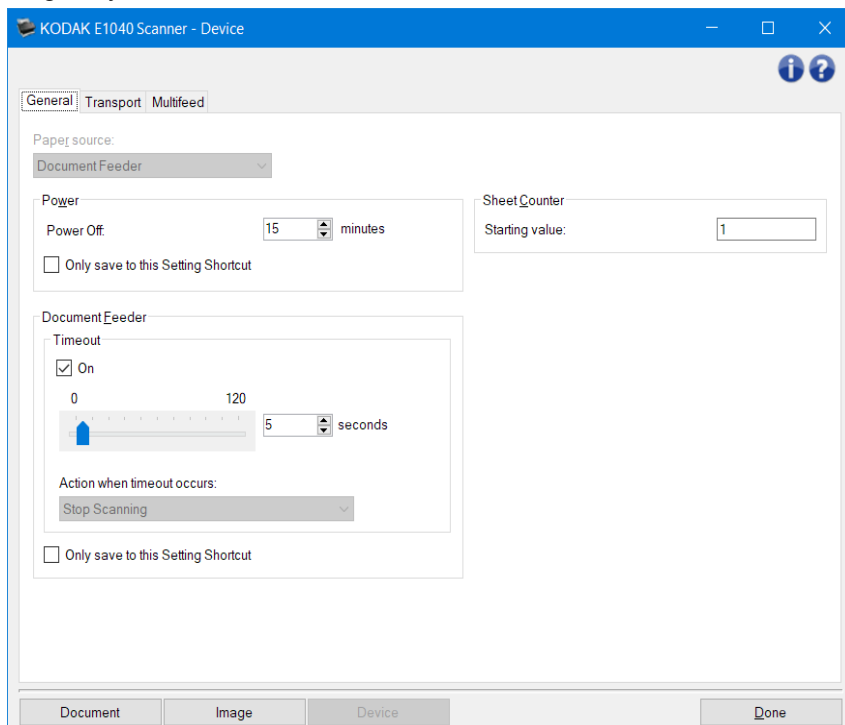 KODAK E1040 Scanner - Device
General Transport Multifeed
Paper source:
Document Feeder
Power
Power Off: 15 minutes
Only save to this Setting Shortcut
Sheet Counter
Starting value: 1
Document Feeder
Timeout
On
0 120
5 seconds
Action when timeout occurs:
Stop Scanning
Only save to this Setting Shortcut
Document Image Device Done